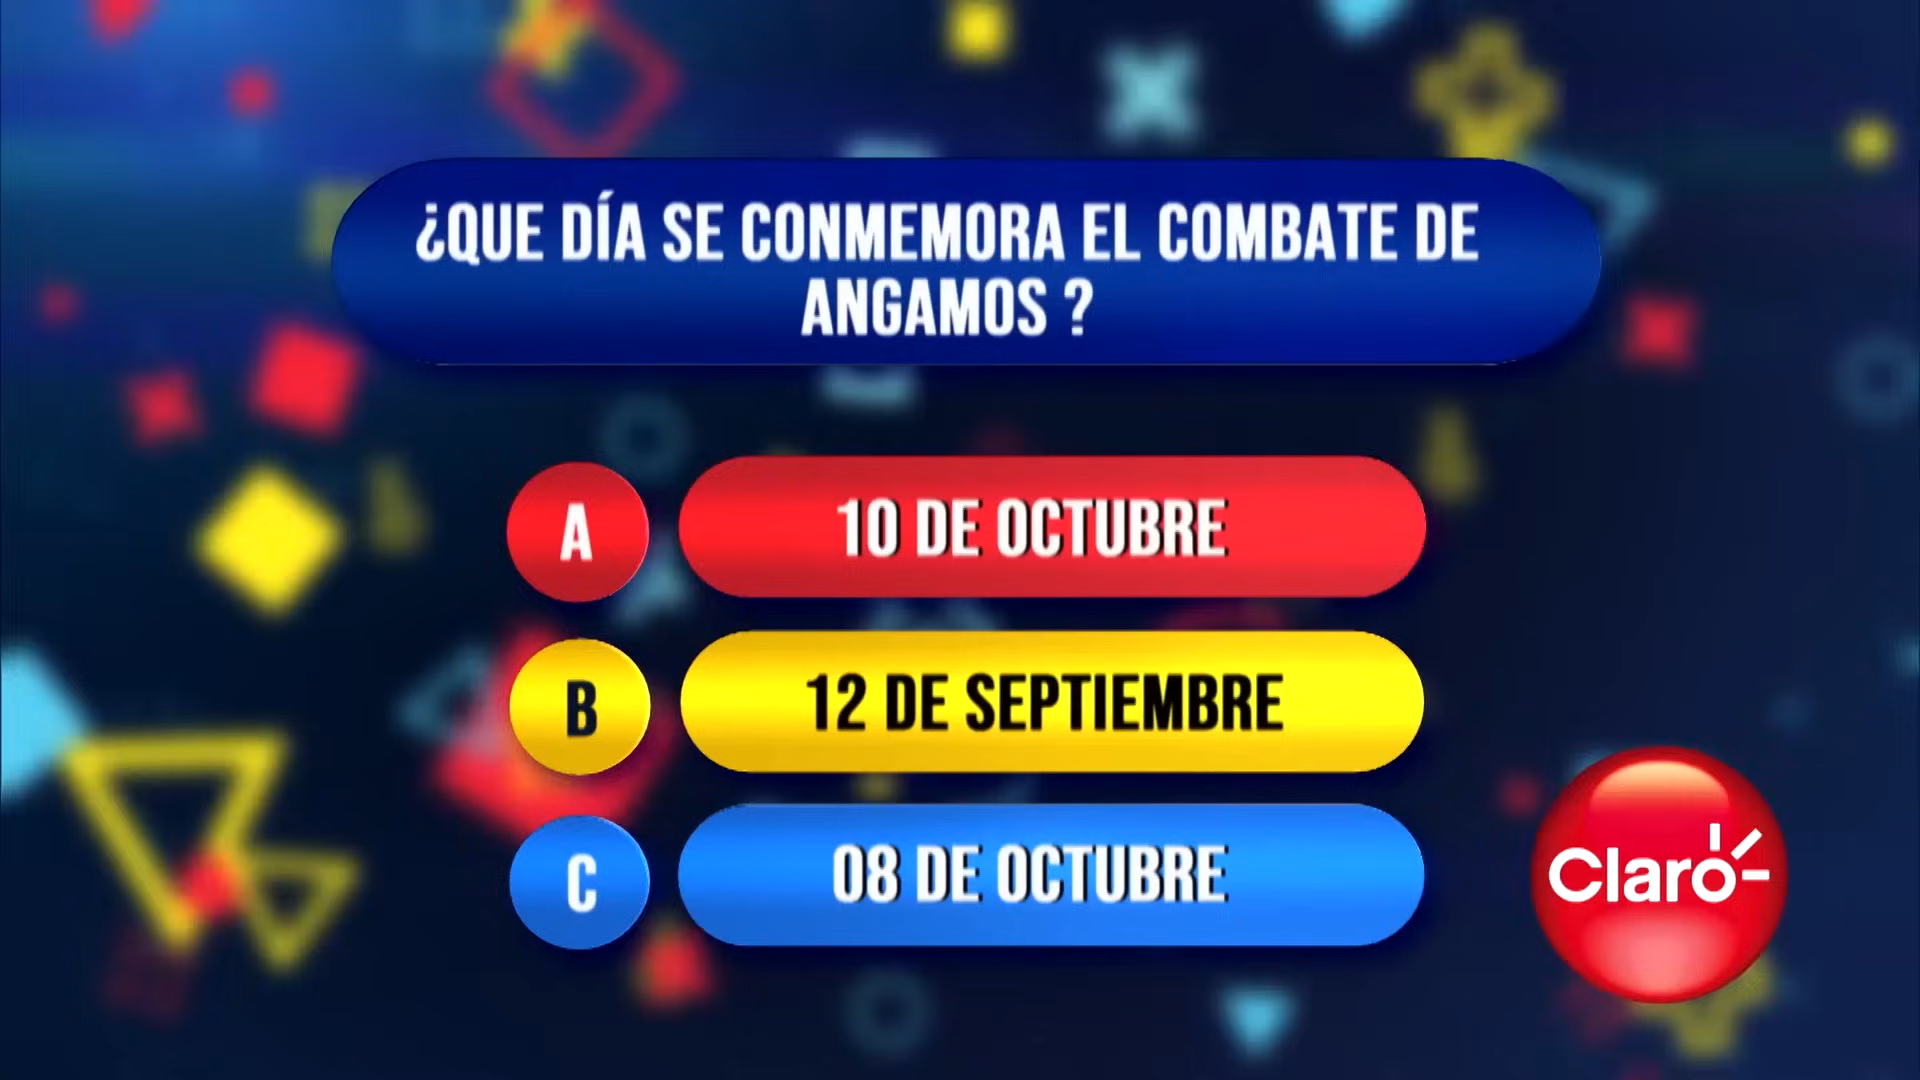 ¿QUE DÍA SE CONMEMORA EL COMBATE DE
ANGAMOS ?
A
10 DE OCTUBRE
B
12 DE SEPTIEMBRE
C
08 DE OCTUBRE
Claro